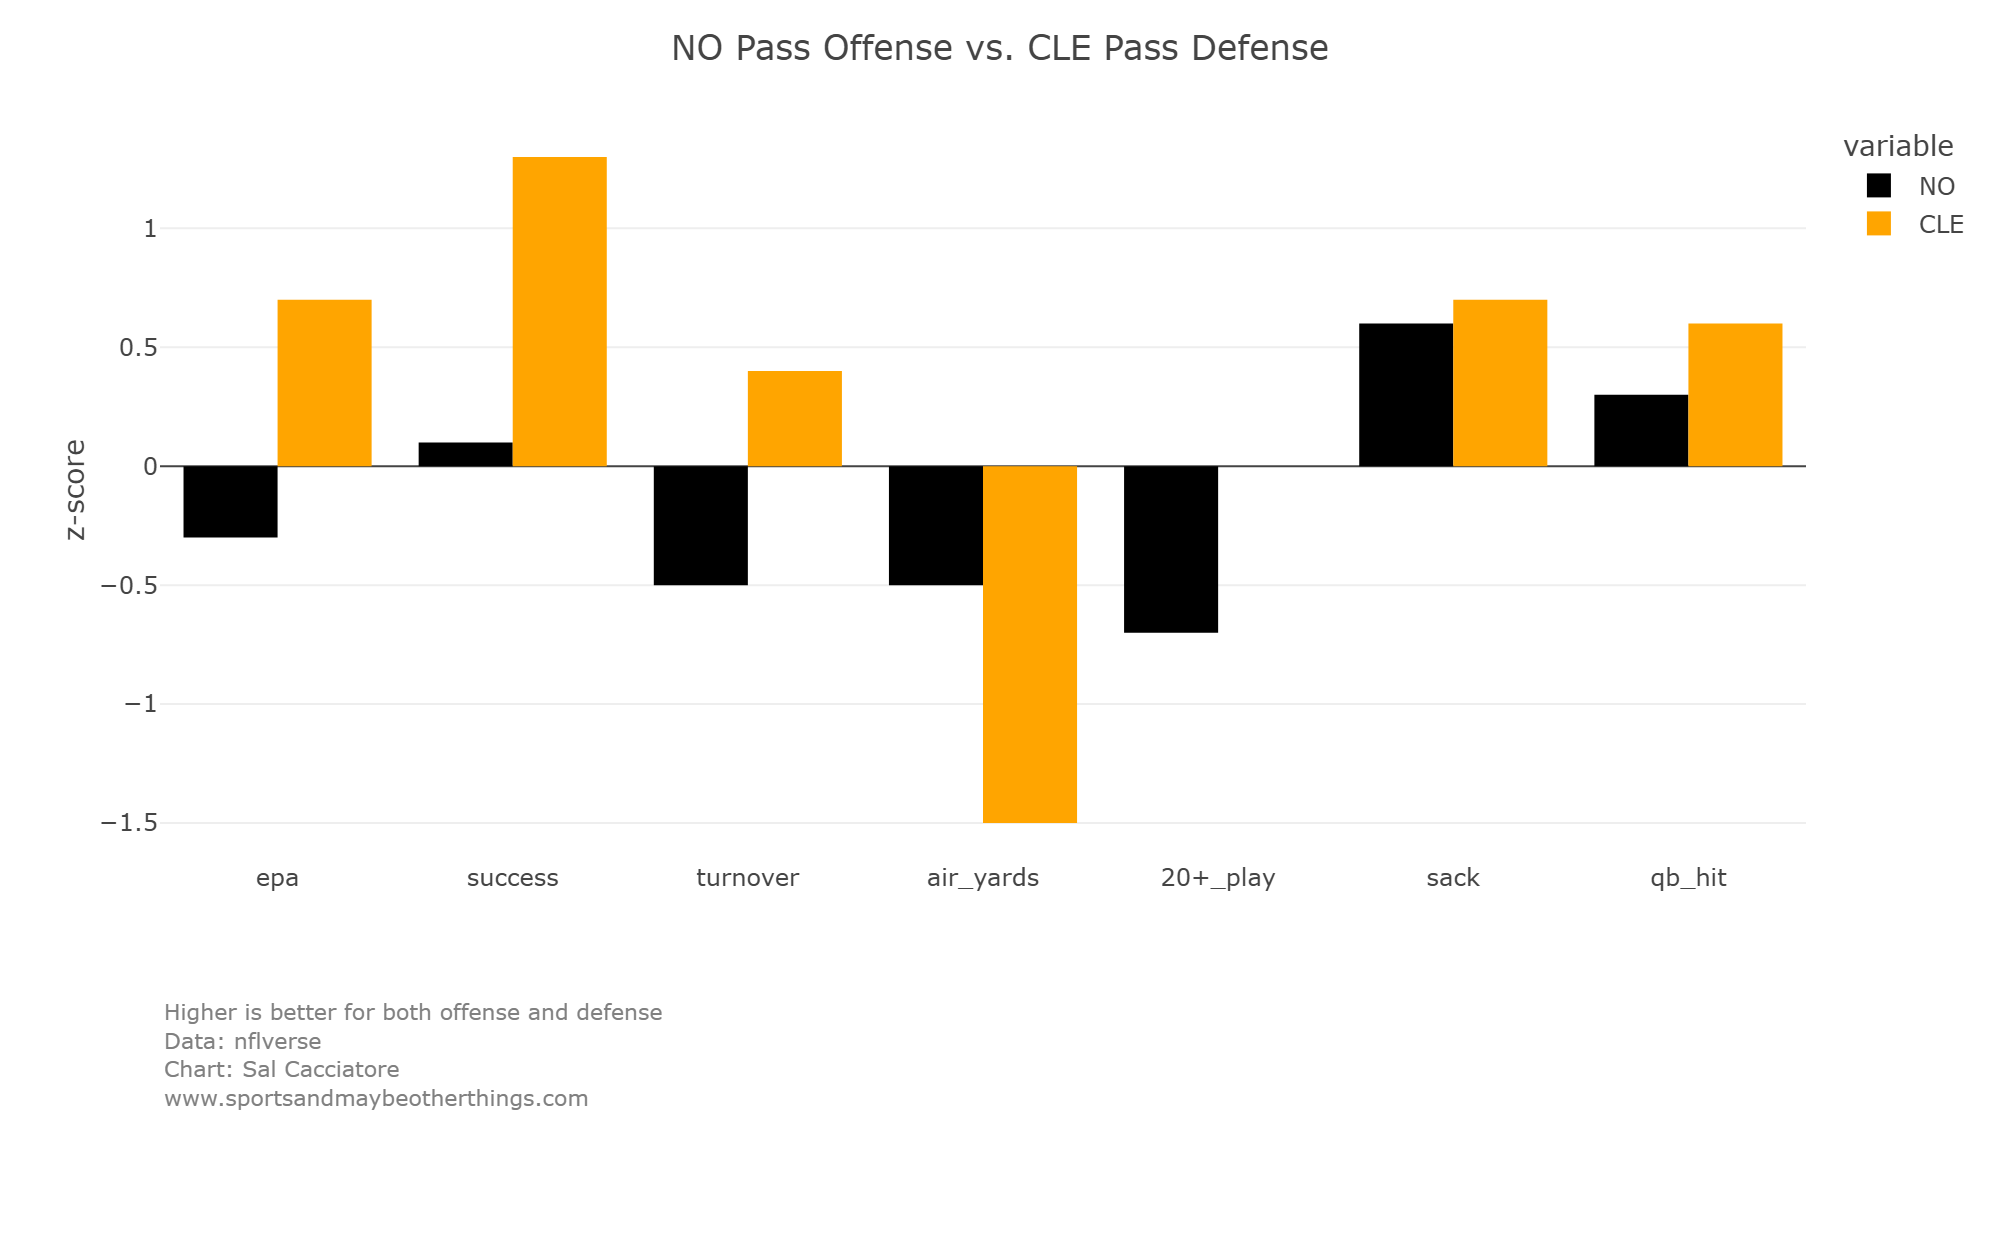 NO Pass Offense vs. CLE Pass Defense
variable
NO
CLE
1
0.5
0
−0.5
−1
−1.5
z-score
epa success turnover air_yards 20+_play sack qb_hit
Higher is better for both offense and defense
Data: nflverse
Chart: Sal Cacciatore
www.sportsandmaybeotherthings.com